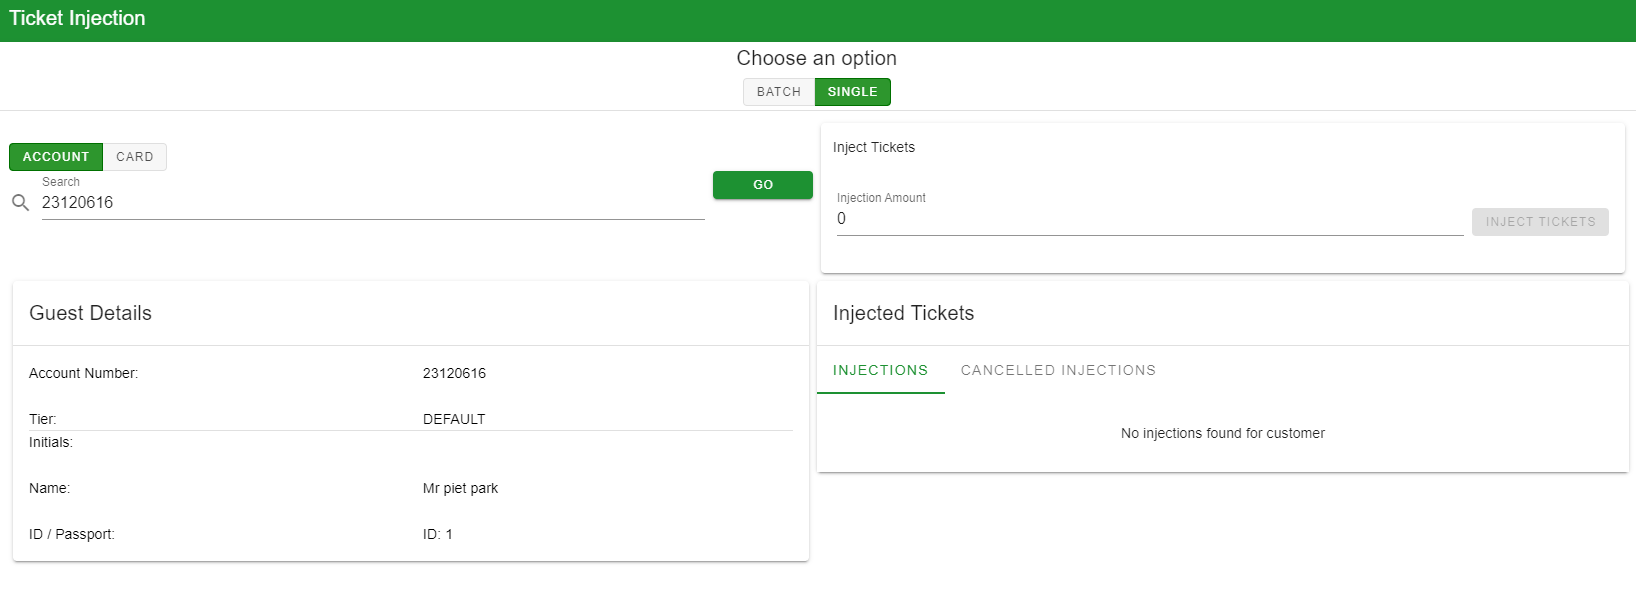 Ticket Injection
Choose an option
BATCH SINGLE
ACCOUNT CARD
Search
23120616
GO
Inject Tickets
Injection Amount
0
INJECT TICKETS
Guest Details
Account Number: 23120616
Tier: DEFAULT
Initials:
Name: Mr piet park
ID / Passport: ID: 1
Injected Tickets
INJECTIONS CANCELLED INJECTIONS
No injections found for customer